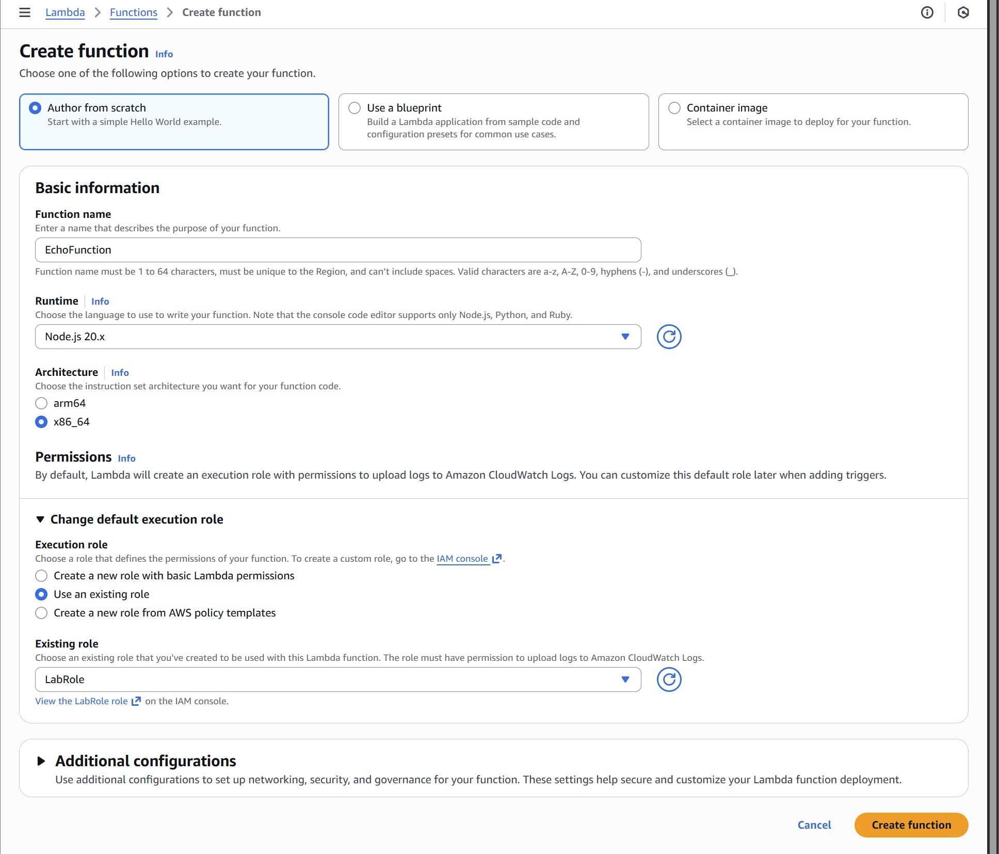 Lambda > Functions > Create function
Create function Info
Choose one of the following options to create your function.
Author from scratch
Start with a simple Hello World example.
Use a blueprint
Build a Lambda application from sample code and
configuration presets for common use cases.
Container image
Select a container image to deploy for your function.
Basic information
Function name
Enter a name that describes the purpose of your function.
EchoFunction
Function name must be 1 to 64 characters, must be unique to the Region, and can’t include spaces. Valid characters are a-z, A-Z, 0-9, hyphens (-), and underscores (_).
Runtime Info
Choose the language to use to write your function. Note that the console code editor supports only Node.js, Python, and Ruby.
Node.js 20.x
Architecture Info
Choose the instruction set architecture you want for your function code.
arm64
x86_64
Permissions Info
By default, Lambda will create an execution role with permissions to upload logs to Amazon CloudWatch Logs. You can customize this default role later when adding triggers.
Change default execution role
Execution role
Choose a role that defines the permissions of your function. To create a custom role, go to the IAM console .
Create a new role with basic Lambda permissions
Use an existing role
Create a new role from AWS policy templates
Existing role
Choose an existing role that you've created to be used with this Lambda function. The role must have permission to upload logs to Amazon CloudWatch Logs.
LabRole
View the LabRole role on the IAM console.
Additional configurations
Use additional configurations to set up networking, security, and governance for your function. These settings help secure and customize your Lambda function deployment.
Cancel Create function